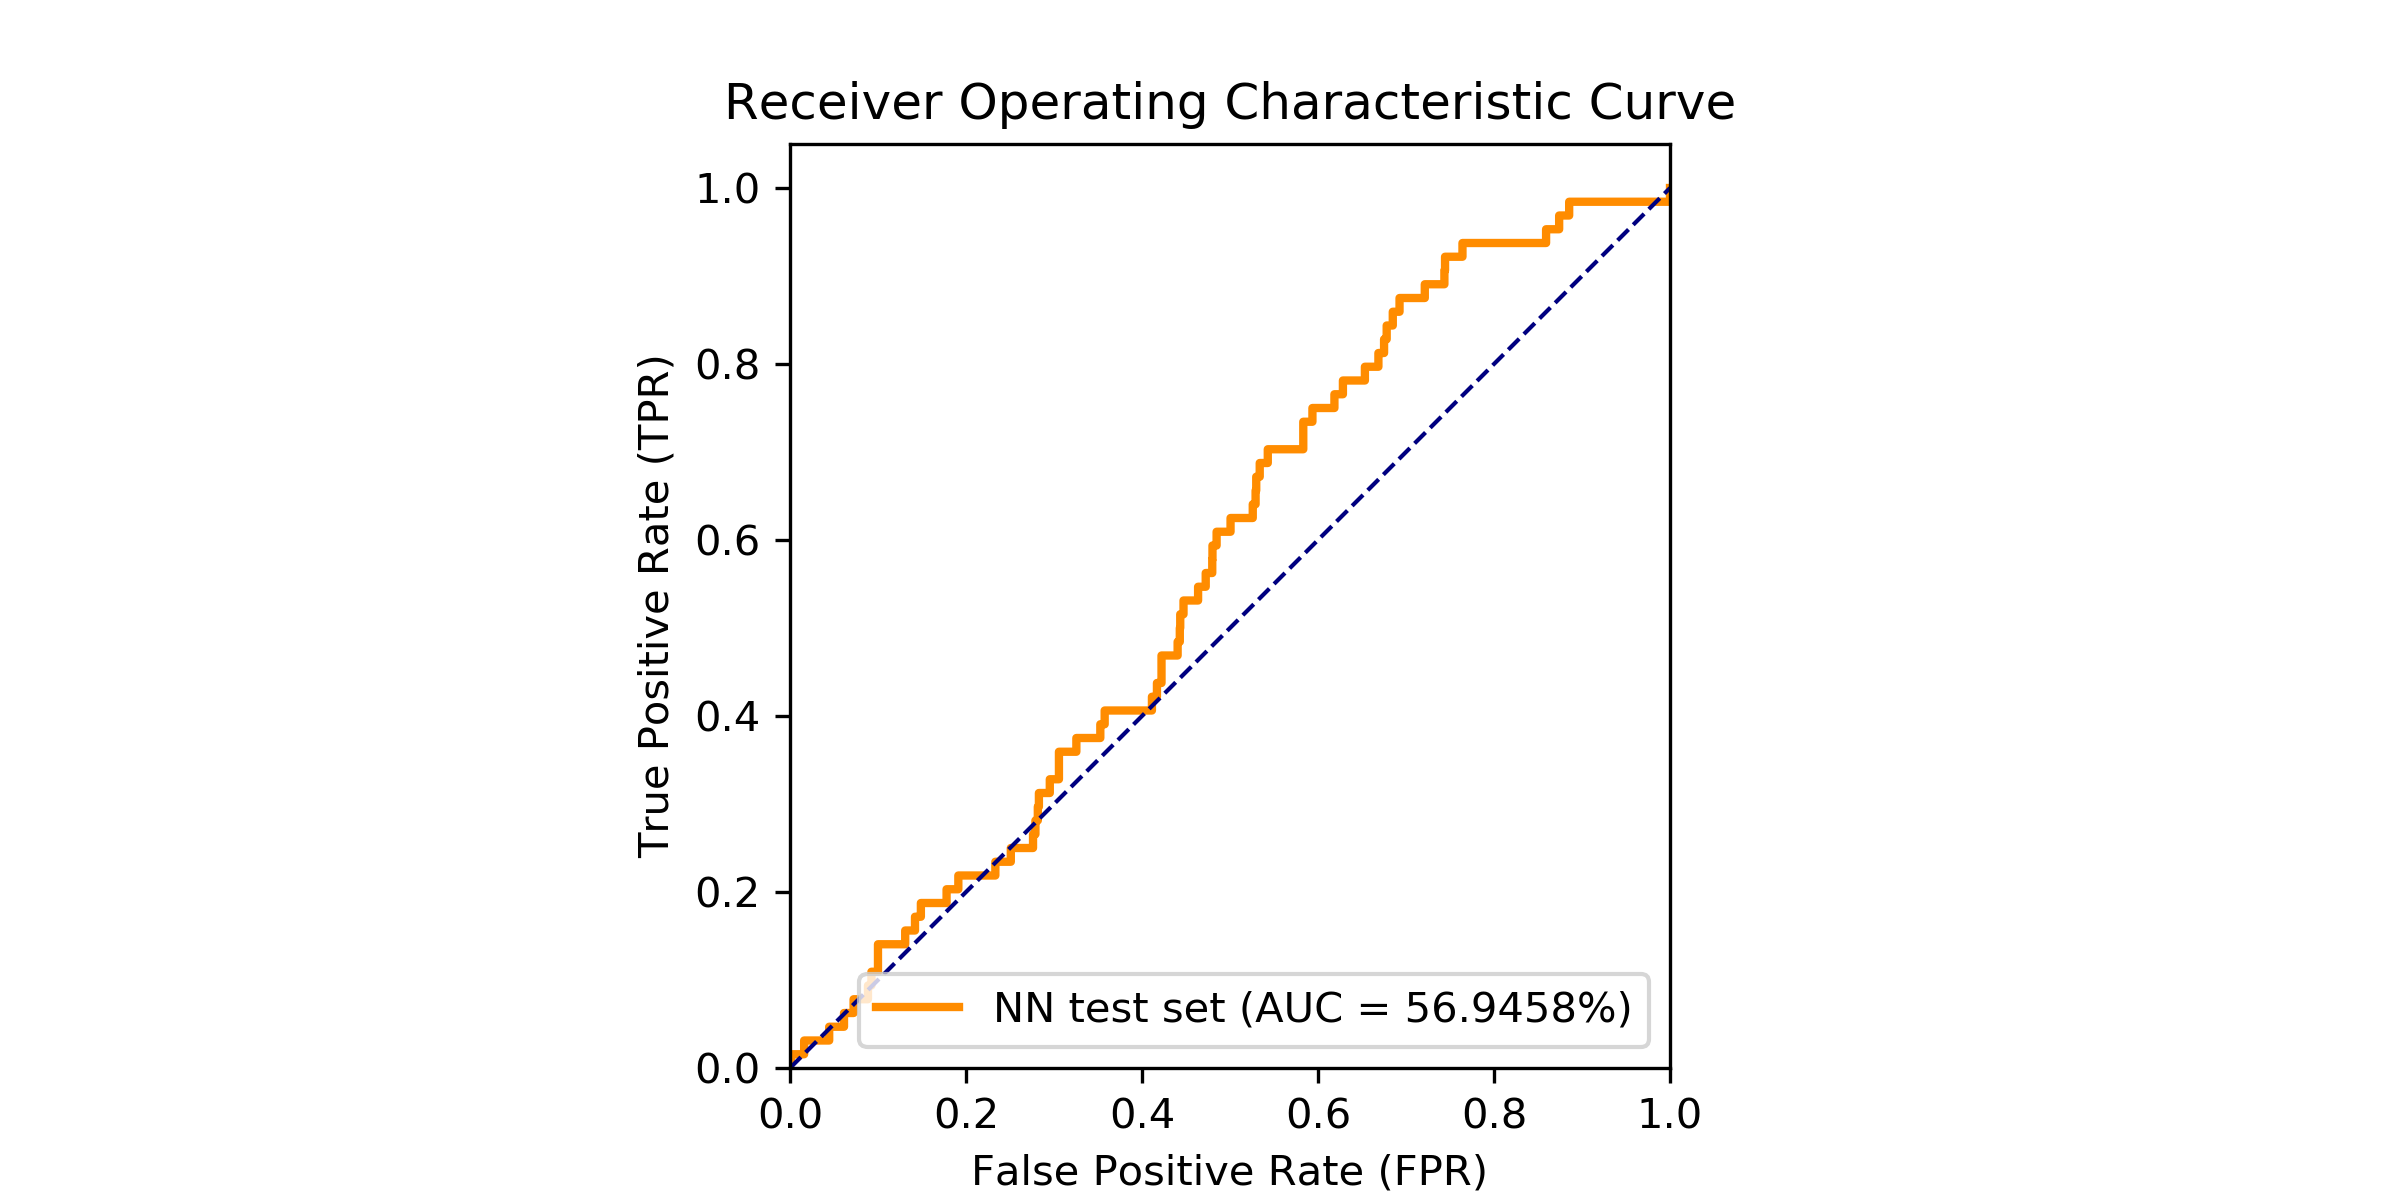 Receiver Operating Characteristic Curve
True Positive Rate (TPR)
1.0
0.8
0.6
0.4
0.2
0.0
NN test set (AUC = 56.9458%)
0.0 0.2 0.4 0.6 0.8 1.0
False Positive Rate (FPR)